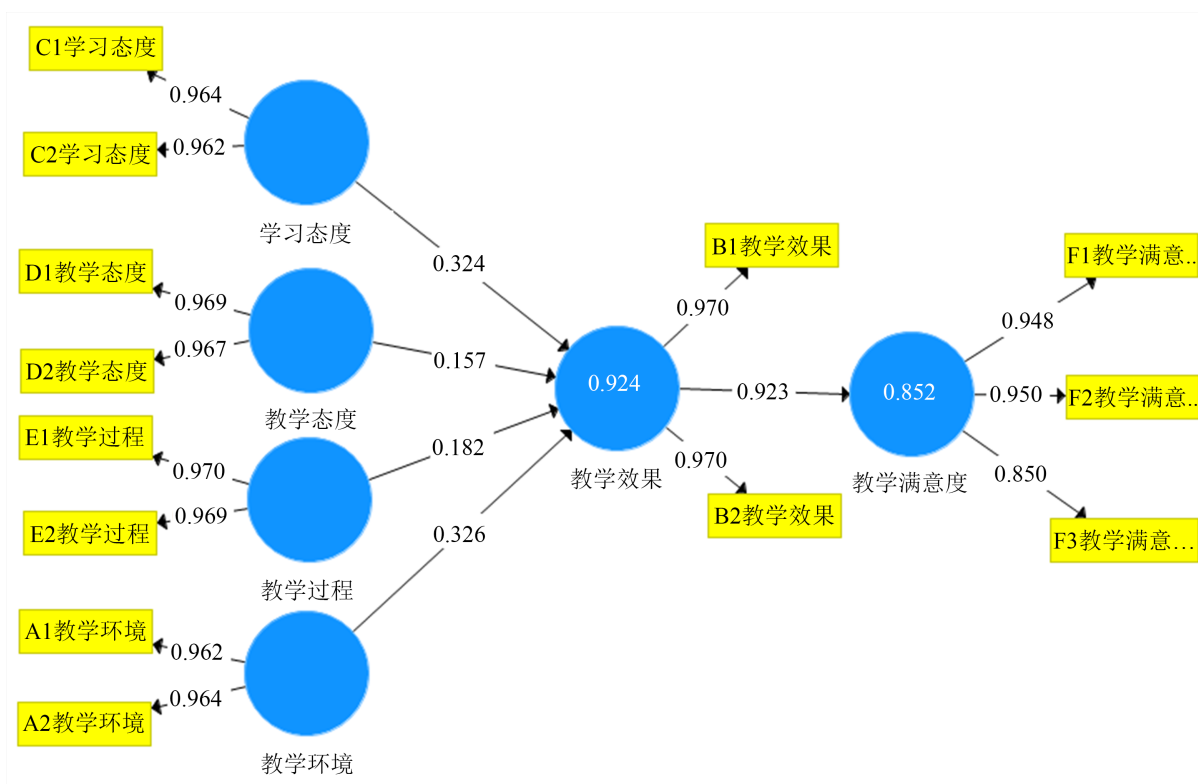 C1学习态度
0.964
C2学习态度
0.962
学习态度
0.324
D1教学态度
0.969
D2教学态度
0.967
教学态度
0.157
E1教学过程
0.970
E2教学过程
0.969
教学过程
0.182
A1教学环境
0.962
A2教学环境
0.964
教学环境
0.326
B1教学效果
0.970
0.924
教学效果
0.970
B2教学效果
0.923
0.852
教学满意度
F1教学满意..
0.948
F2教学满意..
0.950
F3教学满意…
0.850